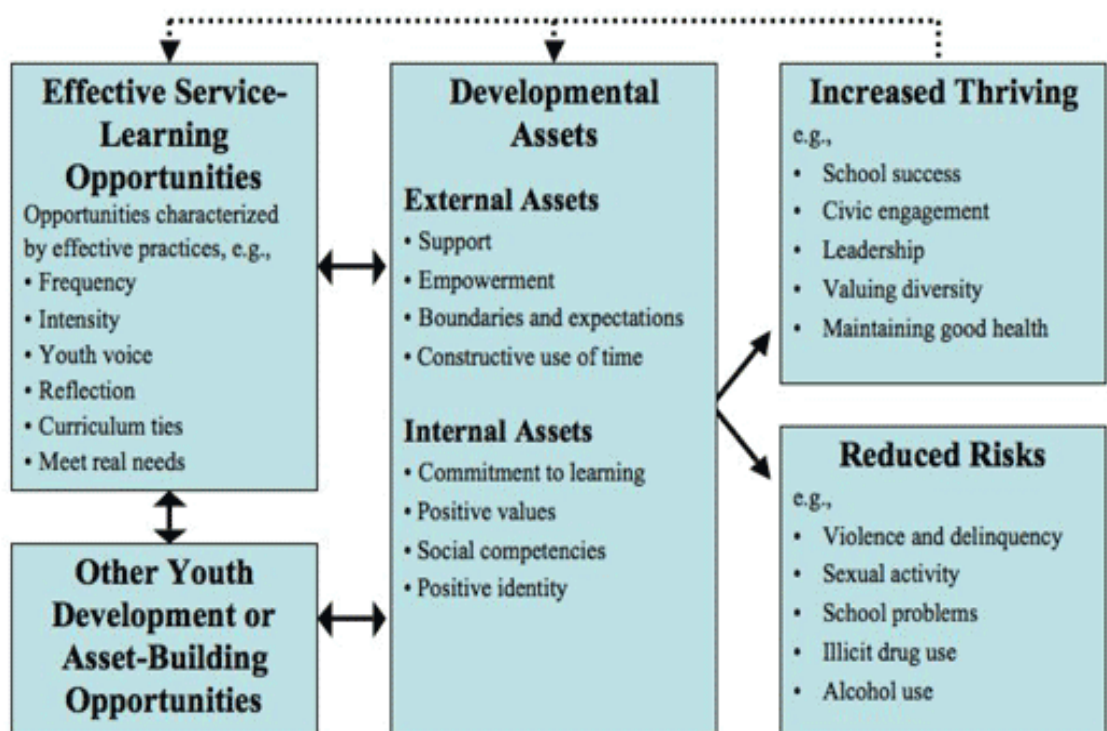 Effective Service-
Learning
Opportunities
Opportunities characterized
by effective practices, e.g.,
• Frequency
• Intensity
• Youth voice
• Reflection
• Curriculum ties
• Meet real needs
Other Youth
Development or
Asset-Building
Opportunities
Developmental
Assets
External Assets
• Support
• Empowerment
• Boundaries and expectations
• Constructive use of time
Internal Assets
• Commitment to learning
• Positive values
• Social competencies
• Positive identity
Increased Thriving
e.g.,
• School success
• Civic engagement
• Leadership
• Valuing diversity
• Maintaining good health
Reduced Risks
e.g.,
• Violence and delinquency
• Sexual activity
• School problems
• Illicit drug use
• Alcohol use